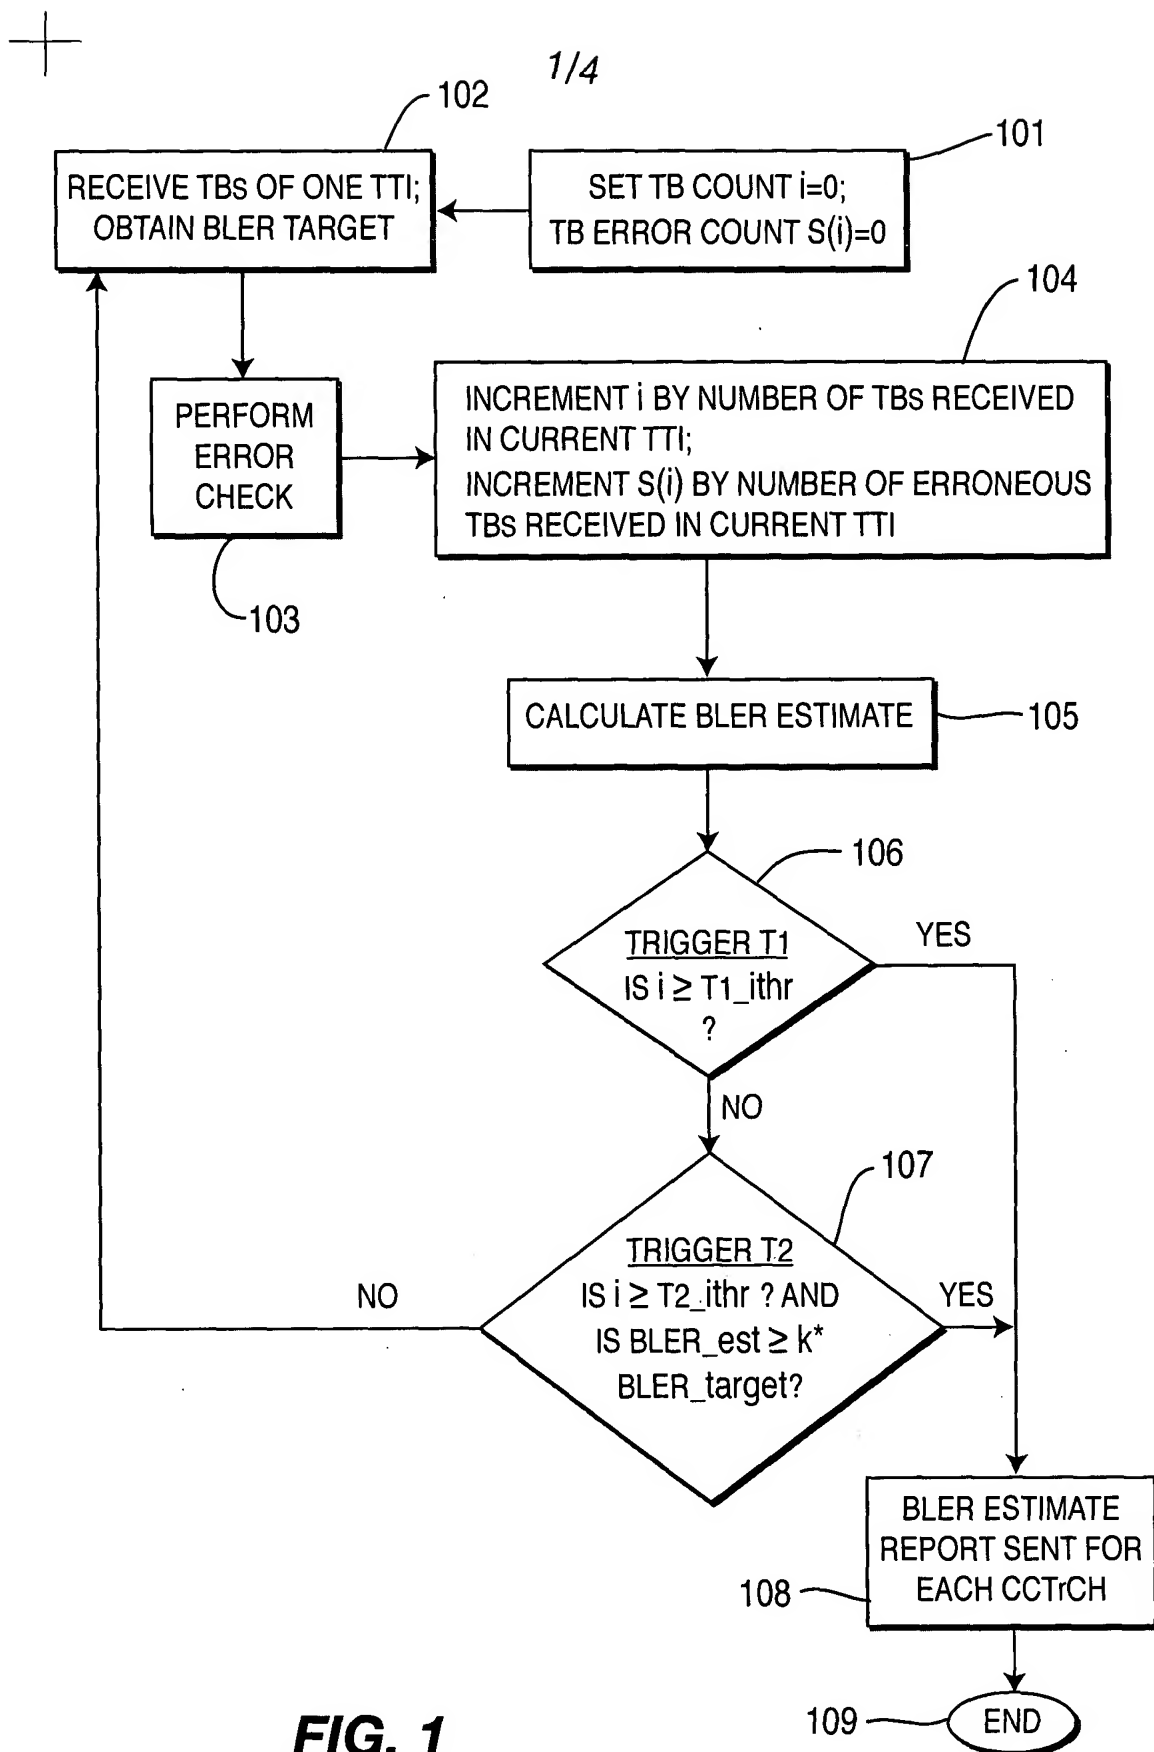 1/4
102
RECEIVE TBs OF ONE TTI;
OBTAIN BLER TARGET
101
SET TB COUNT i=0;
TB ERROR COUNT S(i)=0
104
INCREMENT i BY NUMBER OF TBs RECEIVED
IN CURRENT TTI;
INCREMENT S(i) BY NUMBER OF ERRONEOUS
TBs RECEIVED IN CURRENT TTI
PERFORM
ERROR
CHECK
103
CALCULATE BLER ESTIMATE
105
106
TRIGGER T1
IS i ≥ T1_ithr
?
YES
NO
107
TRIGGER T2
IS i ≥ T2_ithr ? AND
IS BLER_est ≥ k*
BLER_target?
NO
YES
BLER ESTIMATE
REPORT SENT FOR
EACH CCTrCH
108
109
END
FIG. 1